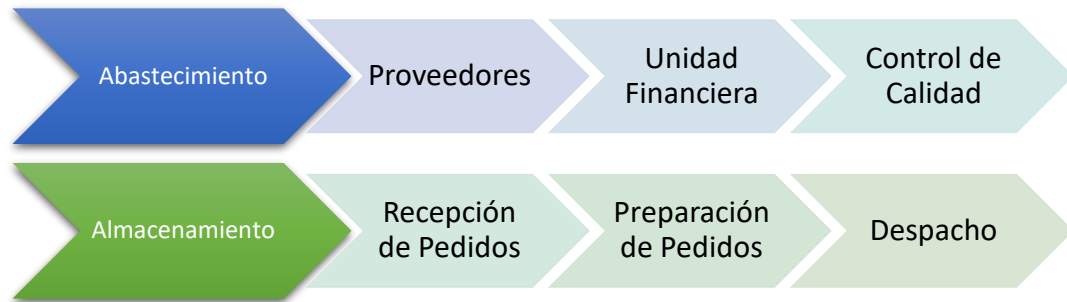 Abastecimiento
Proveedores
Unidad
Financiera
Control de
Calidad
Almacenamiento
Recepción
de Pedidos
Preparación
de Pedidos
Despacho